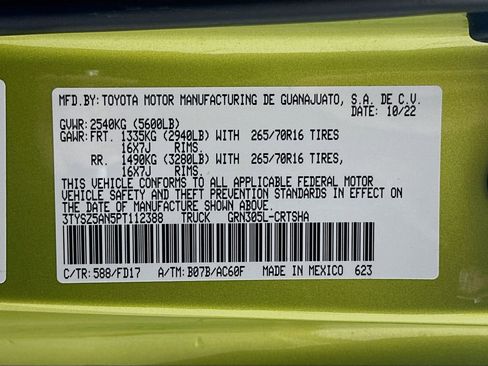 MFD.BY: TOYOTA MOTOR MANUFACTURING DE GUANAJUATO, S.A. DE C.V.
DATE: 10/22
GVWR: 2540KG (5600LB)
GAWR: FRT. 1335KG (2940LB) WITH 265/70R16 TIRES
16X7J RIMS.
RR. 1490KG (3280LB) WITH 265/70R16 TIRES,
16X7J RIMS.
THIS VEHICLE CONFORMS TO ALL APPLICABLE FEDERAL MOTOR
VEHICLE SAFETY AND THEFT PREVENTION STANDARDS IN EFFECT ON
THE DATE OF MANUFACTURE SHOWN ABOVE.
3TYSZ5AN5PT112388 TRUCK GRN305L-CRTSHA
C/TR: 588/FD17 A/TM: B07B/AC60F MADE IN MEXICO 623